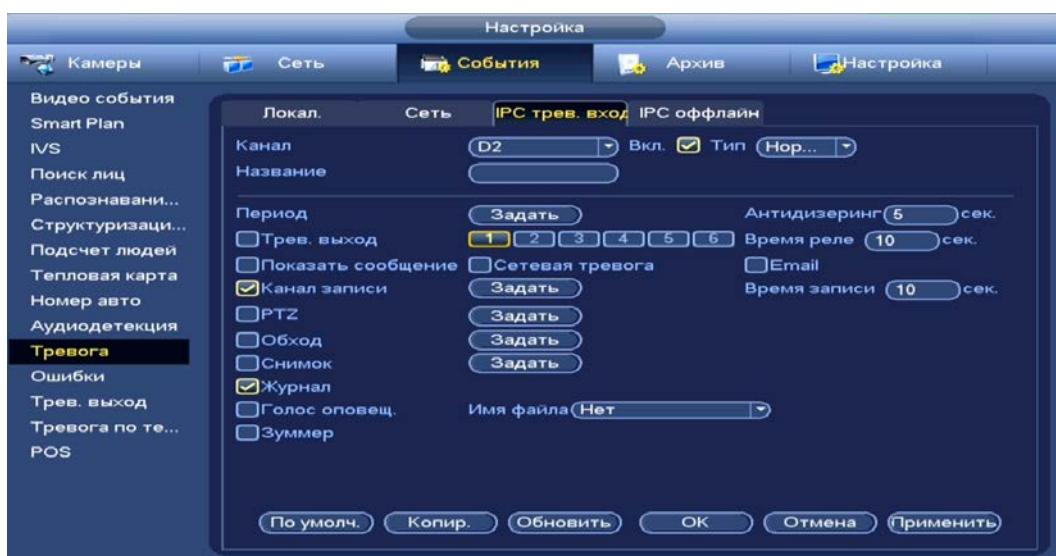 Настройка
Камеры Сеть События Архив Настройка
Видео события
Smart Plan
IVS
Поиск лиц
Распознавани...
Структуризаци...
Подсчет людей
Тепловая карта
Номер авто
Аудиодетекция
Тревога
Ошибки
Трев. выход
Тревога по те...
POS
Локал. Сеть IPC трев. вход IPC оффлайн
Канал D2 Вкл. Тип Нор...
Название
Период Задать Антидизеринг 5 сек.
Трев. выход 1 2 3 4 5 6 Время реле 10 сек.
Показать сообщение Сетевая тревога Email
Канал записи Задать Время записи 10 сек.
PTZ Задать
Обход Задать
Снимок Задать
Журнал
Голос оповещ. Имя файла Нет
Зуммер
По умолч. Копир. Обновить OK Отмена Применить